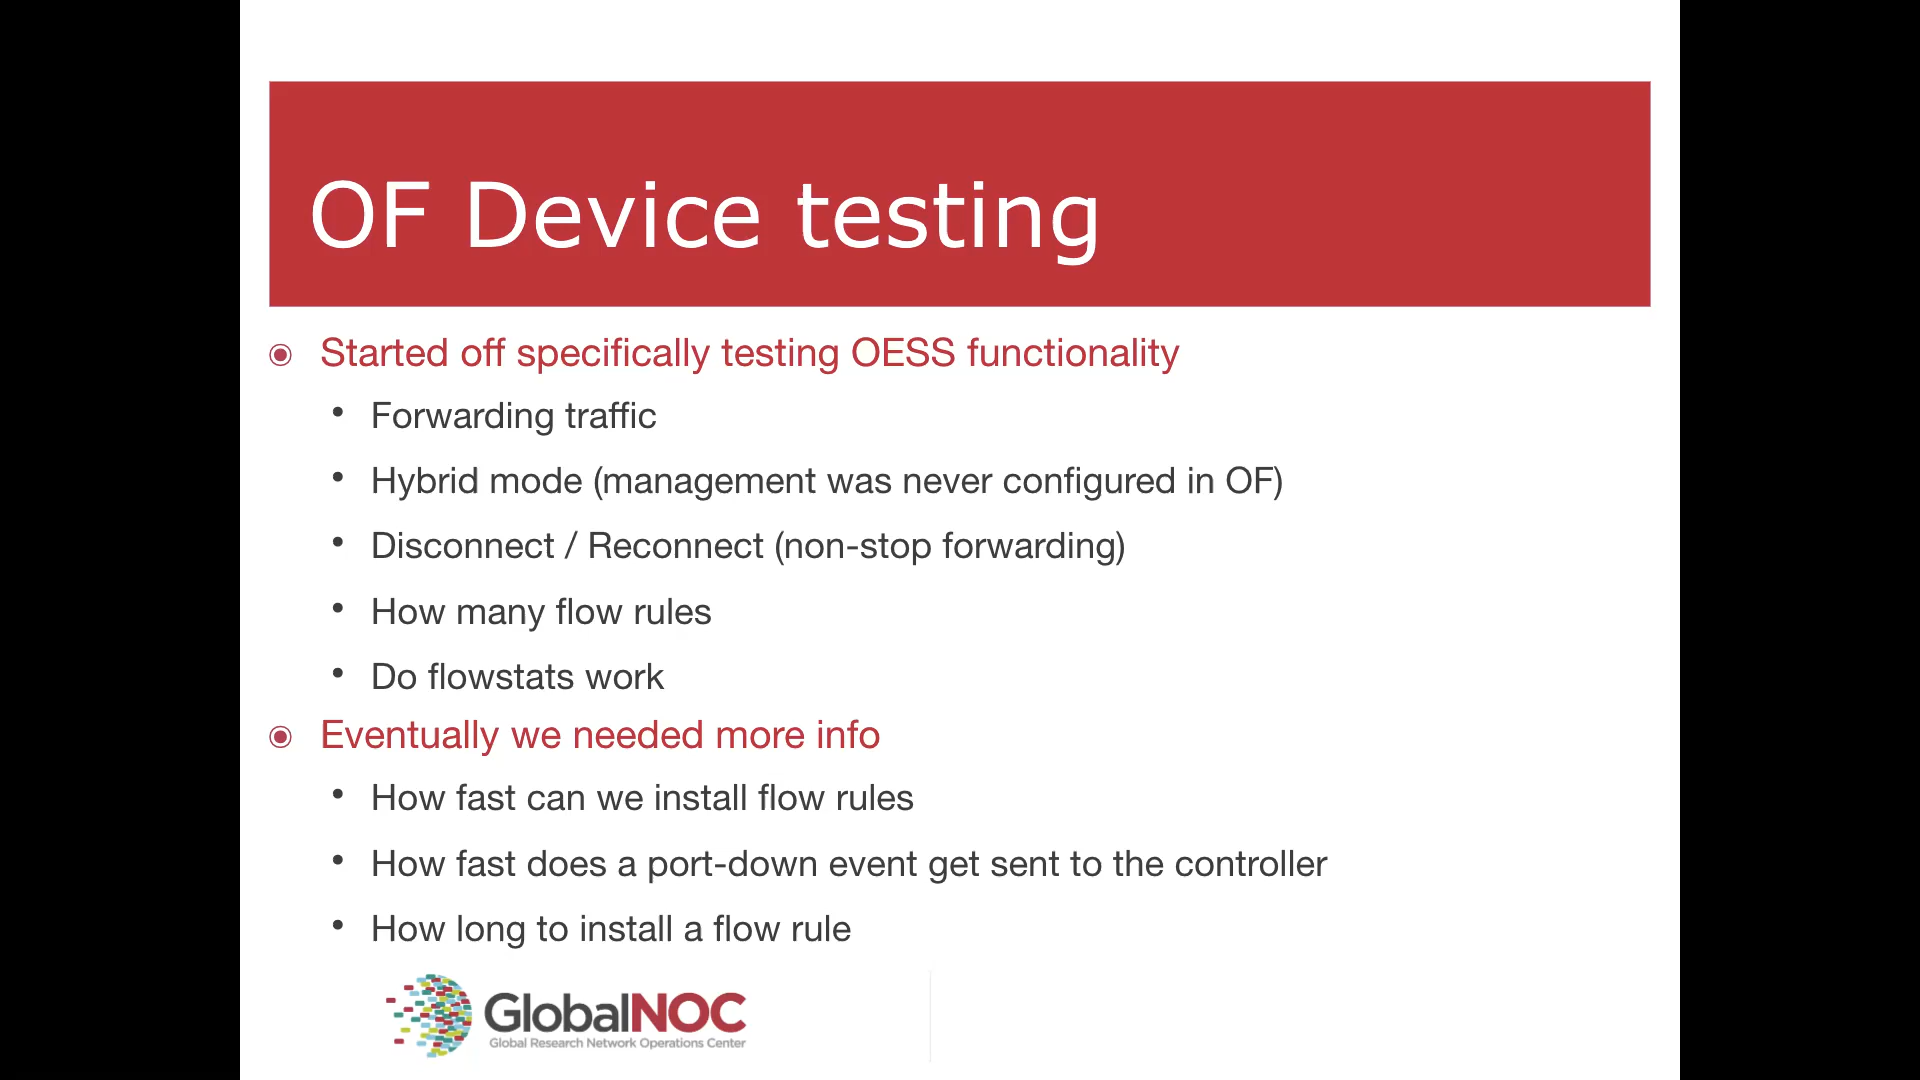 OF Device testing
Started off specifically testing OESS functionality
Forwarding traffic
Hybrid mode (management was never configured in OF)
Disconnect / Reconnect (non-stop forwarding)
How many flow rules
Do flowstats work
Eventually we needed more info
How fast can we install flow rules
How fast does a port-down event get sent to the controller
How long to install a flow rule
GlobalNOC
Global Research Network Operations Center